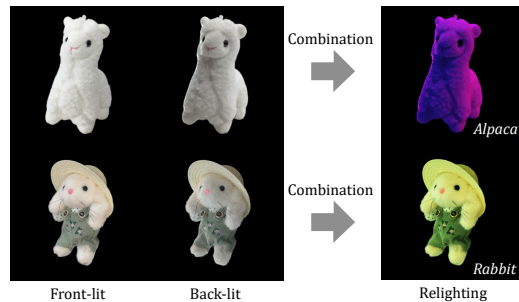 Combination
Alpaca
Combination
Rabbit
Front-lit
Back-lit
Relighting